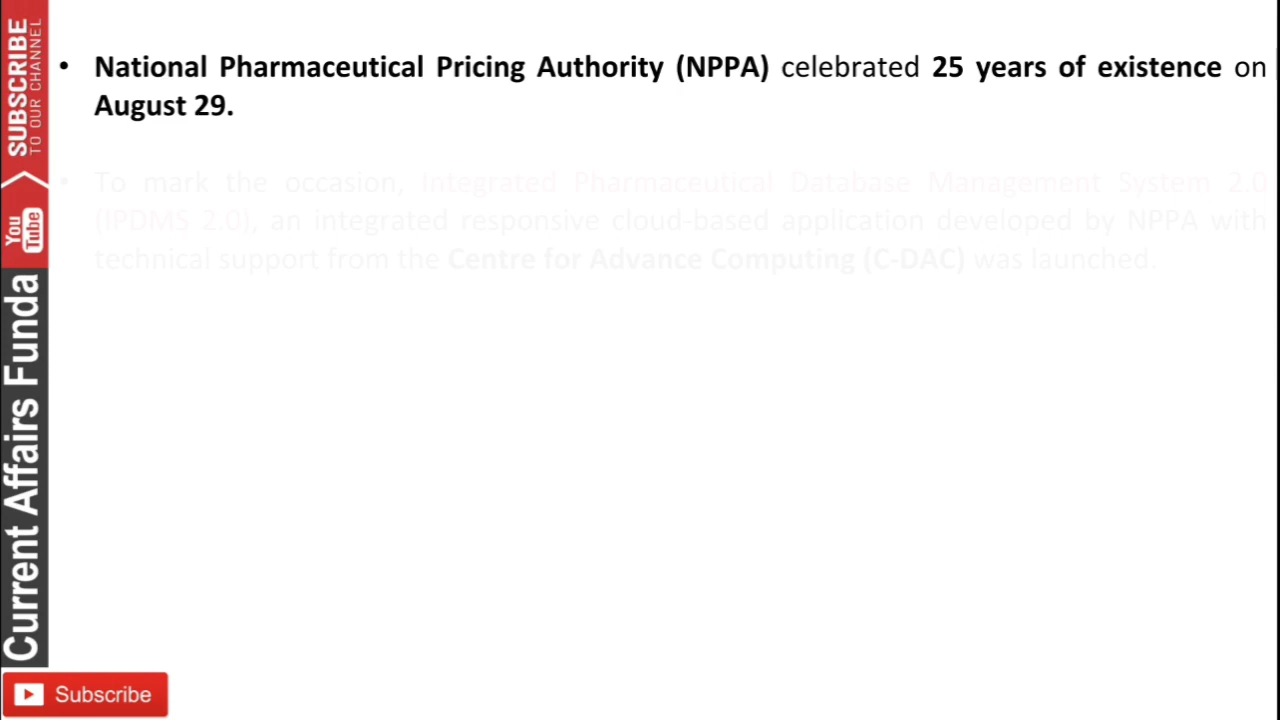 • National Pharmaceutical Pricing Authority (NPPA) celebrated 25 years of existence on
August 29.
• To mark the occasion, Integrated Pharmaceutical Database Management System 2.0
(IPDMS 2.0), an integrated responsive cloud-based application developed by NPPA with
technical support from the Centre for Advance Computing (C-DAC) was launched.
SUBSCRIBE
TO OUR CHANNEL
You
Tube
Current Affairs Funda
Subscribe